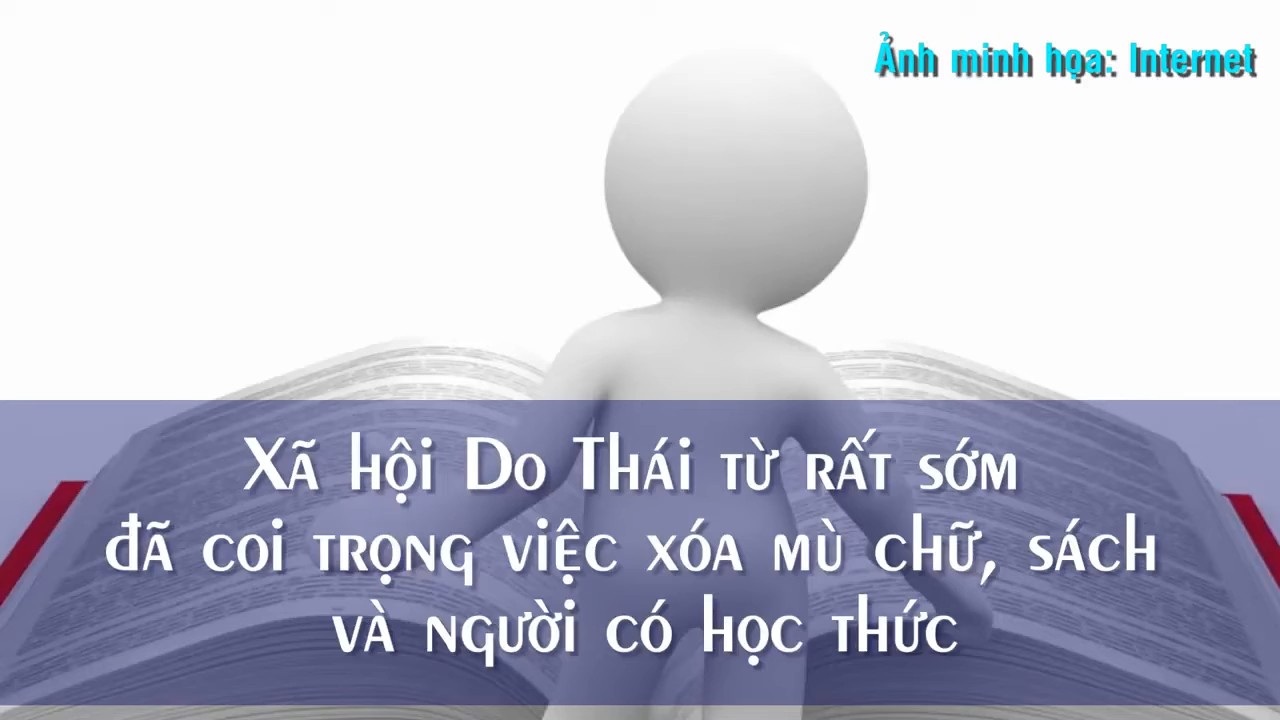 Ảnh minh họa: Internet
Xã hội Do Thái từ rất sớm
đã coi trọng việc xóa mù chữ, sách
và người có học thức